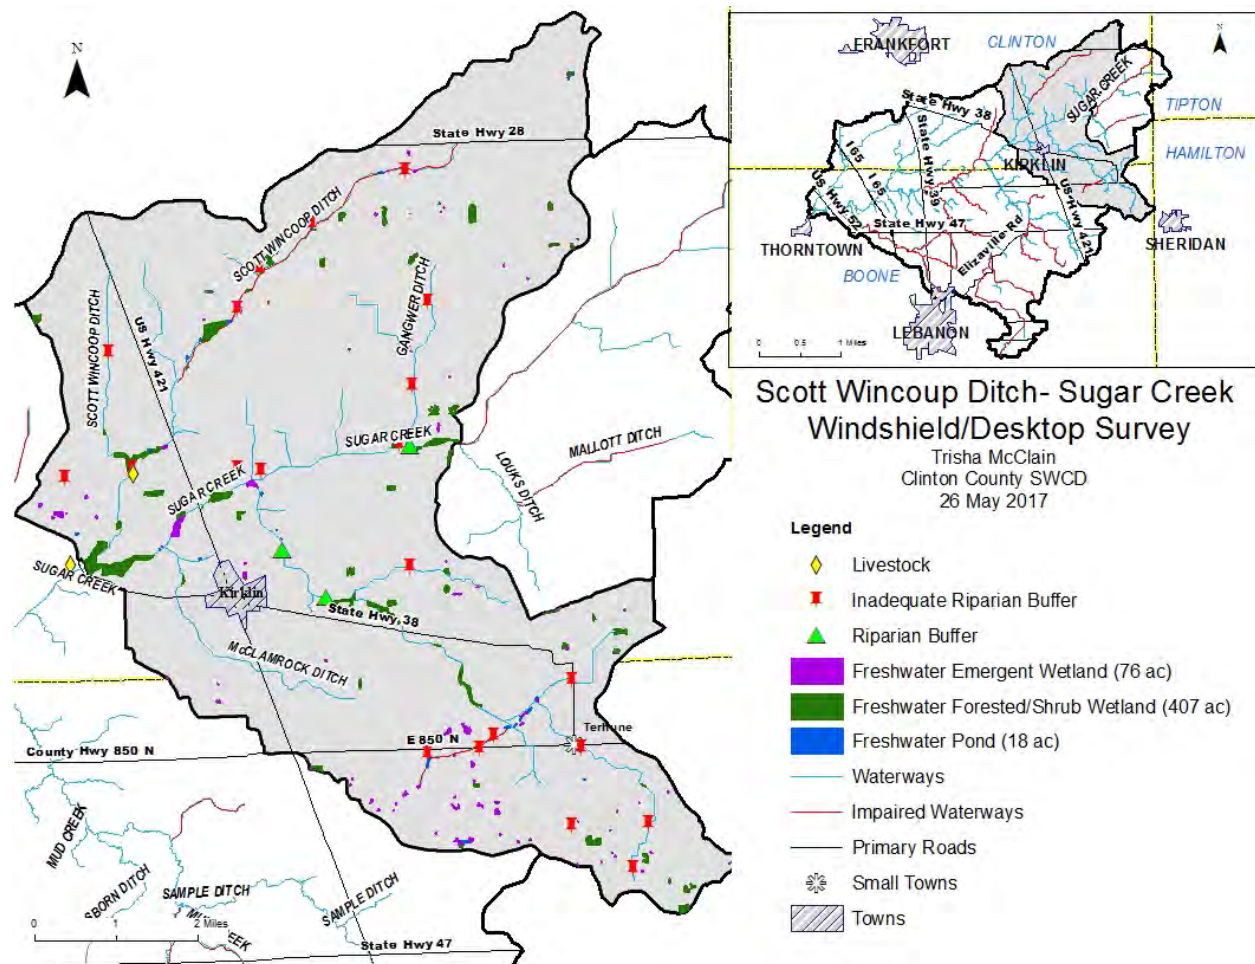 N
State Hwy 28
SCOTT WINCOOP DITCH
GANGWER DITCH
SCOTT WINCOOP DITCH
US Hwy 421
SUGAR CREEK
MALLOTT DITCH
LOUKS DITCH
SUGAR CREEK
SUGAR CREEK
Kirklin
State Hwy 38
McCLAMROCK DITCH
Terhune
E 850 N
County Hwy 850 N
MUD CREEK
SBORN DITCH
SAMPLE DITCH
SAMPLE DITCH
EEK
State Hwy 47
0 1 2 Miles
FRANKFORT
CLINTON
N
SUGAR CREEK
TIPTON
State Hwy 38
HAMILTON
I 65
State Hwy 39
KIRKLIN
I 65
US Hwy 52
US Hwy 421
State Hwy 47
THORNTOWN
Elizaville Rd
SHERIDAN
BOONE
LEBANON
0 0.5 1 Miles
Scott Wincoup Ditch- Sugar Creek
Windshield/Desktop Survey
Trisha McClain
Clinton County SWCD
26 May 2017
Legend
Livestock
Inadequate Riparian Buffer
Riparian Buffer
Freshwater Emergent Wetland (76 ac)
Freshwater Forested/Shrub Wetland (407 ac)
Freshwater Pond (18 ac)
Waterways
Impaired Waterways
Primary Roads
Small Towns
Towns